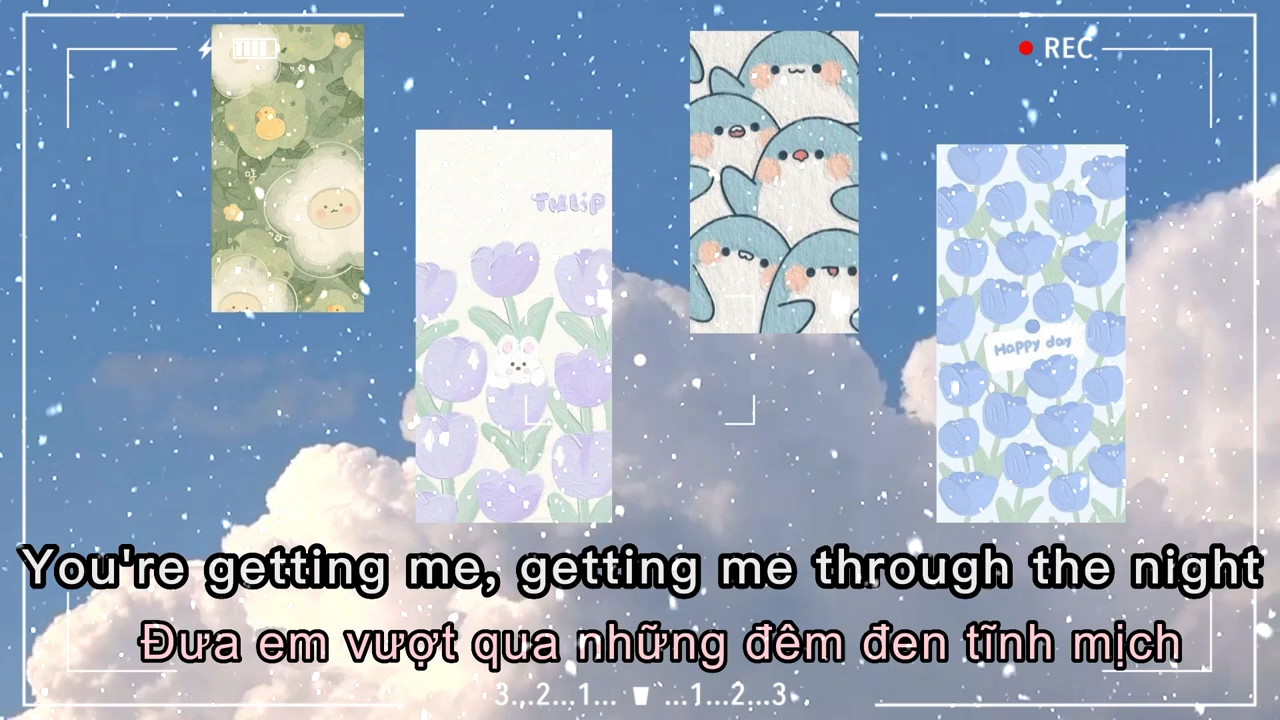 REC
Tulip
Happy day
You're getting me, getting me through the night
Đưa em vượt qua những đêm đen tĩnh mịch
3...2...1... ...1...2...3